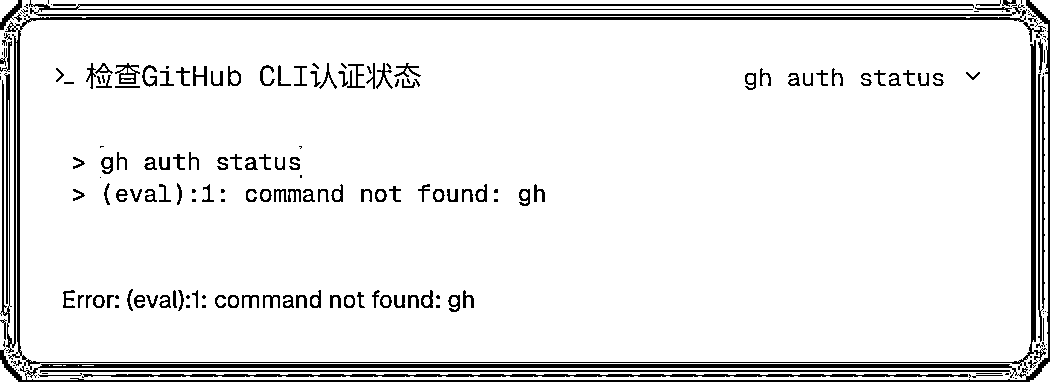 >_ 检查GitHub CLI认证状态
gh auth status
> gh auth status
> (eval):1: command not found: gh
Error: (eval):1: command not found: gh